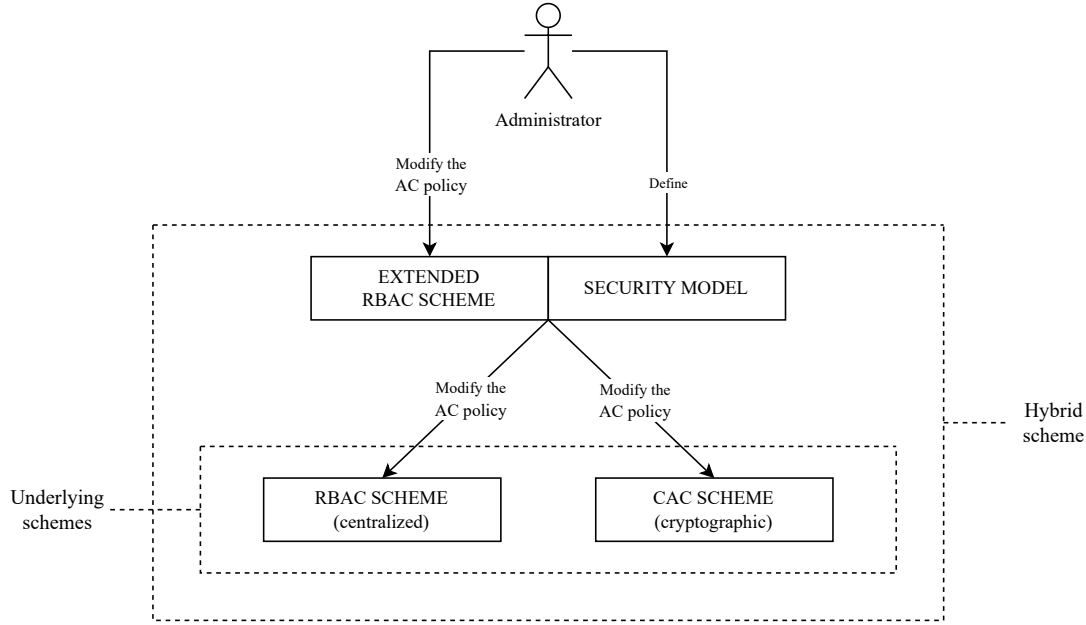 Administrator
Modify the
AC policy
Define
EXTENDED
RBAC SCHEME
SECURITY MODEL
Modify the
AC policy
Modify the
AC policy
Hybrid
scheme
Underlying
schemes
RBAC SCHEME
(centralized)
CAC SCHEME
(cryptographic)